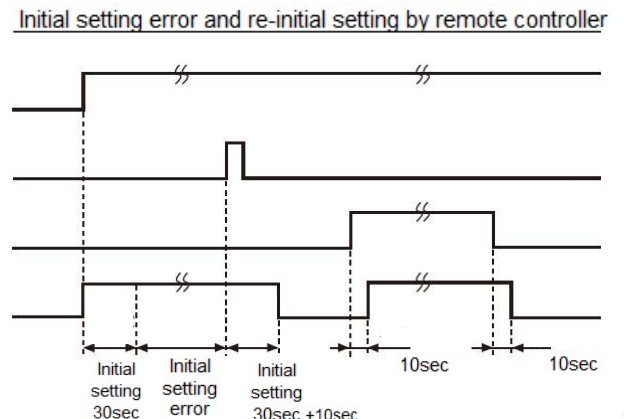 Initial setting error and re-initial setting by remote controller
Initial
setting
30sec
Initial
setting
error
Initial
setting
30sec +10sec
10sec
10sec